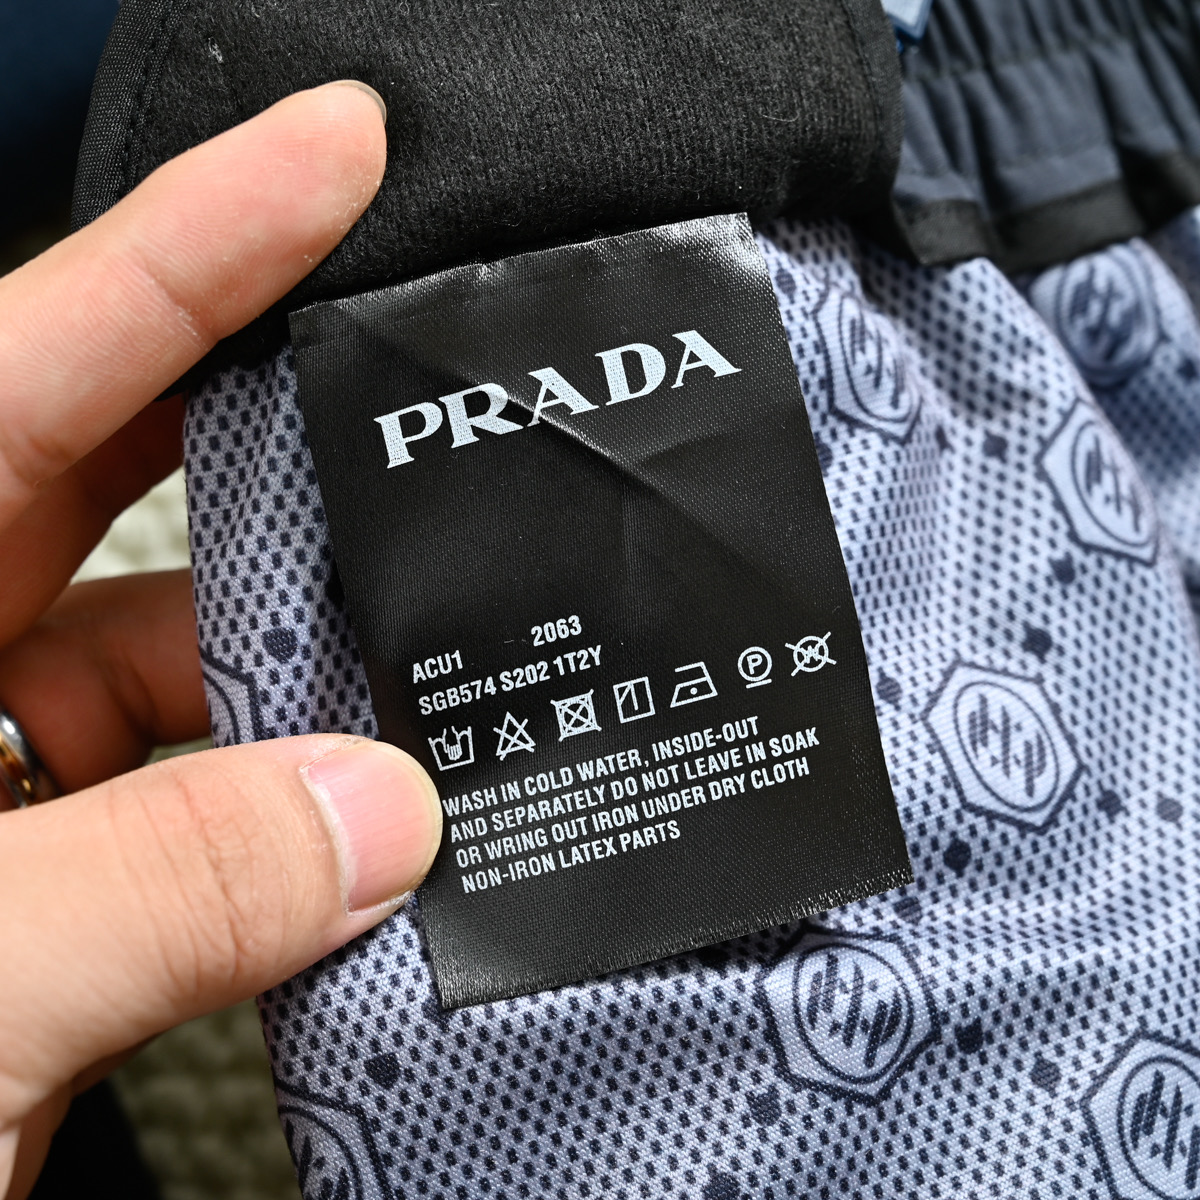 PRADA
ACU1 2063
SGB574 S202 1T2Y
P W
WASH IN COLD WATER, INSIDE-OUT
AND SEPARATELY DO NOT LEAVE IN SOAK
OR WRING OUT IRON UNDER DRY CLOTH
NON-IRON LATEX PARTS